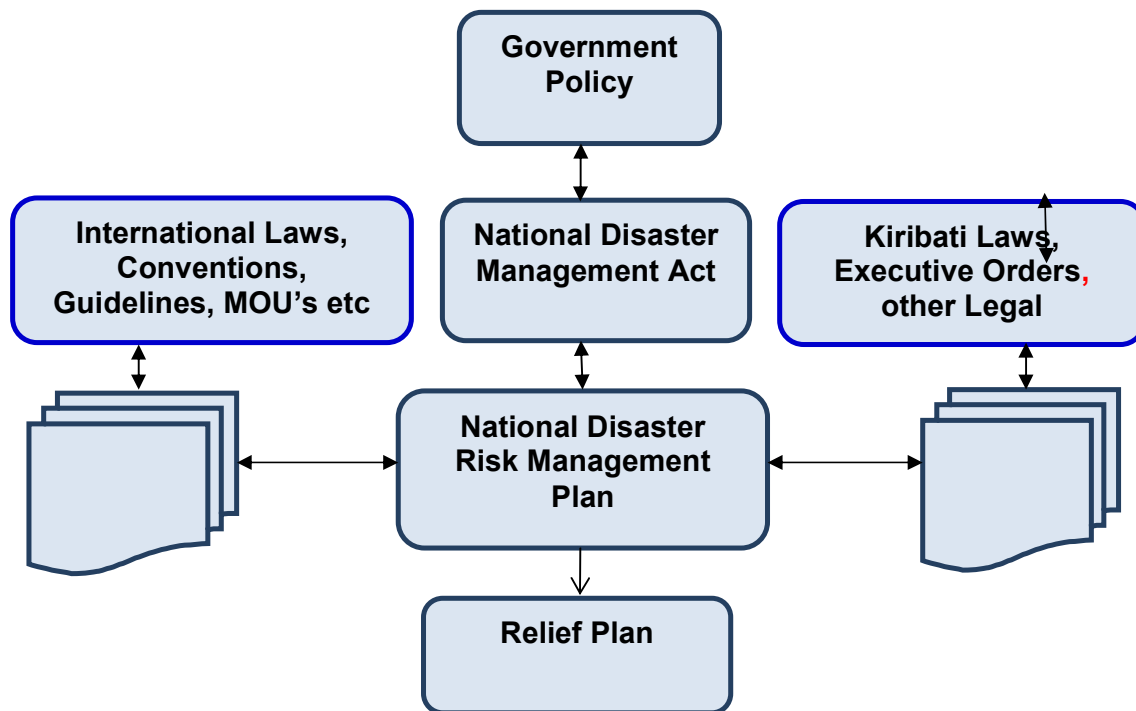 Government
Policy
International Laws,
Conventions,
Guidelines, MOU’s etc
National Disaster
Management Act
Kiribati Laws,
Executive Orders,
other Legal
National Disaster
Risk Management
Plan
Relief Plan